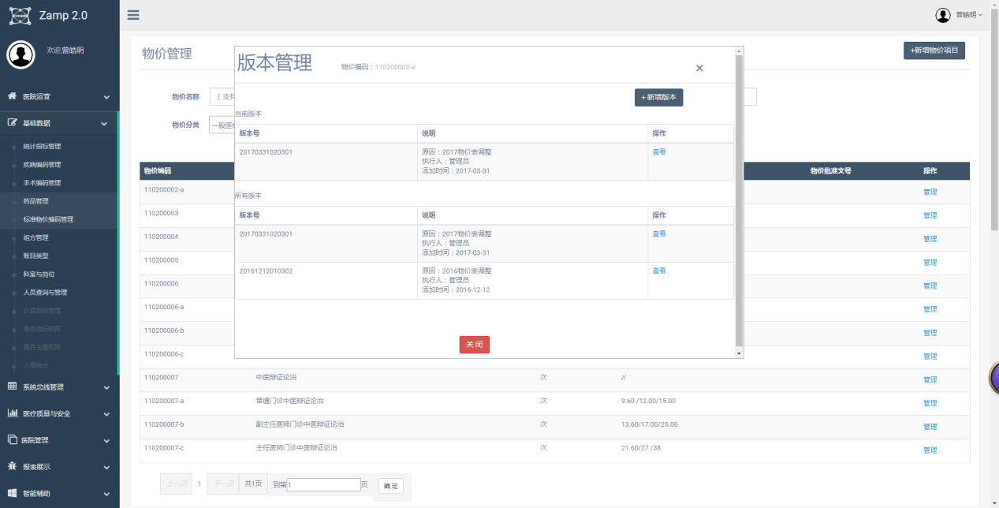 Zamp 2.0
曾皓明
欢迎,曾皓明
医院运营
基础数据
统计指标管理
疾病编码管理
手术编码管理
药品管理
标准物价编码管理
组方管理
账目类型
科室与岗位
人员查询与管理
计算指标管理
角色指标权限
角色主题权限
人事统计
系统总线管理
医疗质量与安全
医院管理
报表展示
智能辅助
物价管理
+新增物价项目
物价名称
（支持
物价分类
一般医
版本管理
物价编码：110200002-a
×
+ 新增版本
当前版本
版本号 说明 操作
20170331020301 原因：2017物价表调整 查看
执行人：管理员
添加时间：2017-03-31
所有版本
版本号 说明 操作
20170331020301 原因：2017物价表调整 查看
执行人：管理员
添加时间：2017-03-31
20161212010302 原因：2016物价表调整 查看
执行人：管理员
添加时间：2016-12-12
关闭
物价编码 物价批准文号 操作
110200002-a 管理
110200003 管理
110200004 管理
110200005 管理
110200006 管理
110200006-a 管理
110200006-b 管理
110200006-c 管理
110200007 中医辩证论治 次 // 管理
110200007-a 普通门诊中医辩证论治 次 9.60 /12.00/15.00 管理
110200007-b 副主任医师门诊中医辩证论治 次 13.60/17.00/25.00 管理
110200007-c 主任医师门诊中医辩证论治 次 21.60/27 /38 管理
上一页 1 下一页 共1页 到第1页 确定